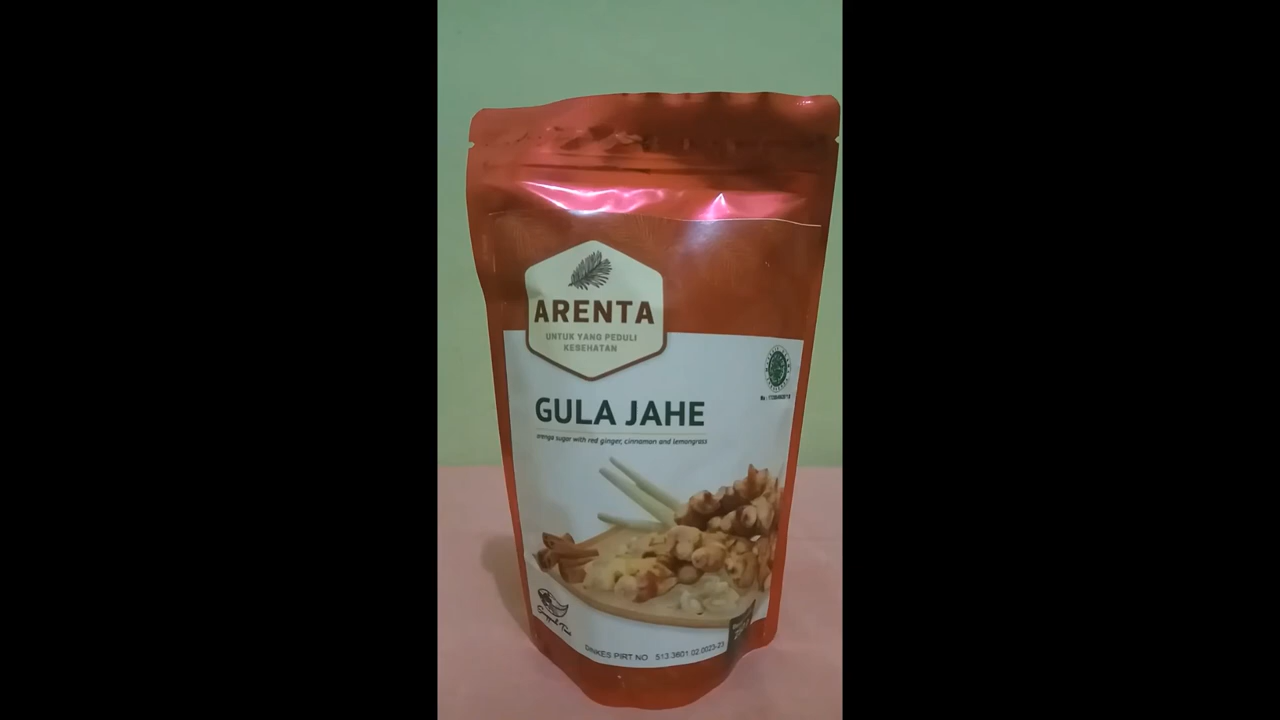 ARENTA
UNTUK YANG PEDULI
KESEHATAN
GULA JAHE
arenga sugar with red ginger, cinnamon and lemongrass
DINKES PIRT NO 513.3601.02.0023-23